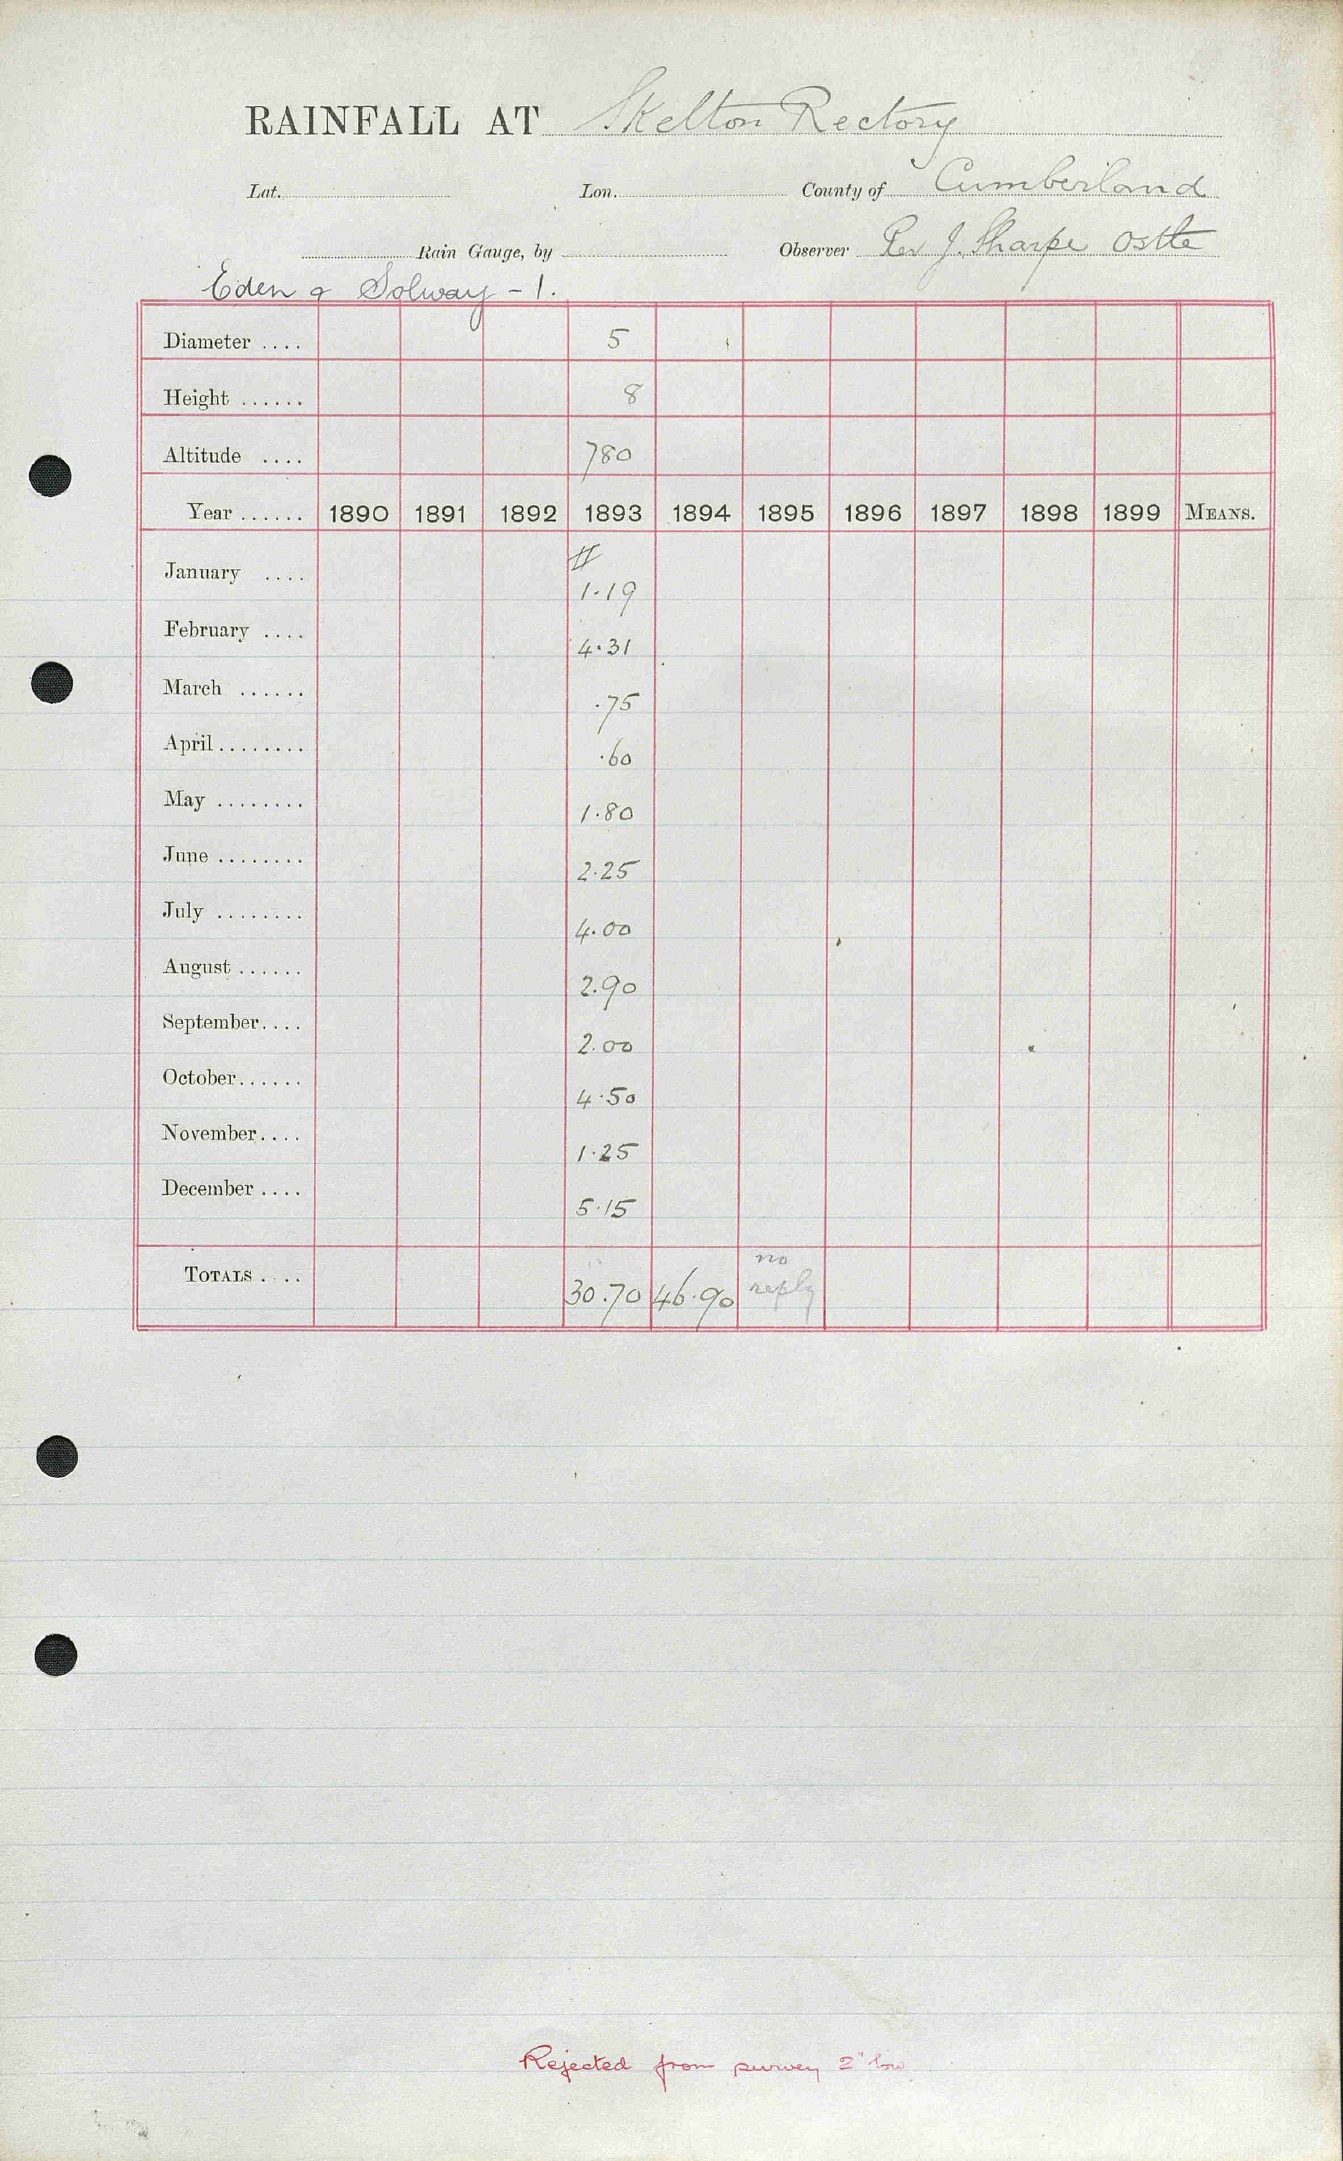 RAINFALL AT Skelton Rectory
Lat. Lon. County of Cumberland
Rain Gauge, by Observer Rev J. Sharpe Ostle
Eden & Solway - 1.
Diameter .... 5
Height ...... 8
Altitude .... 780
Year ...... 1890 1891 1892 1893 1894 1895 1896 1897 1898 1899 MEANS.
#
January .... 1.19
February .... 4.31
March ...... .75
April ........ .60
May ........ 1.80
June ........ 2.25
July ........ 4.00
August ...... 2.90
September .... 2.00
October ...... 4.50
November .... 1.25
December .... 5.15
TOTALS .... 30.70 46.90 no reply
Rejected from survey 2" low